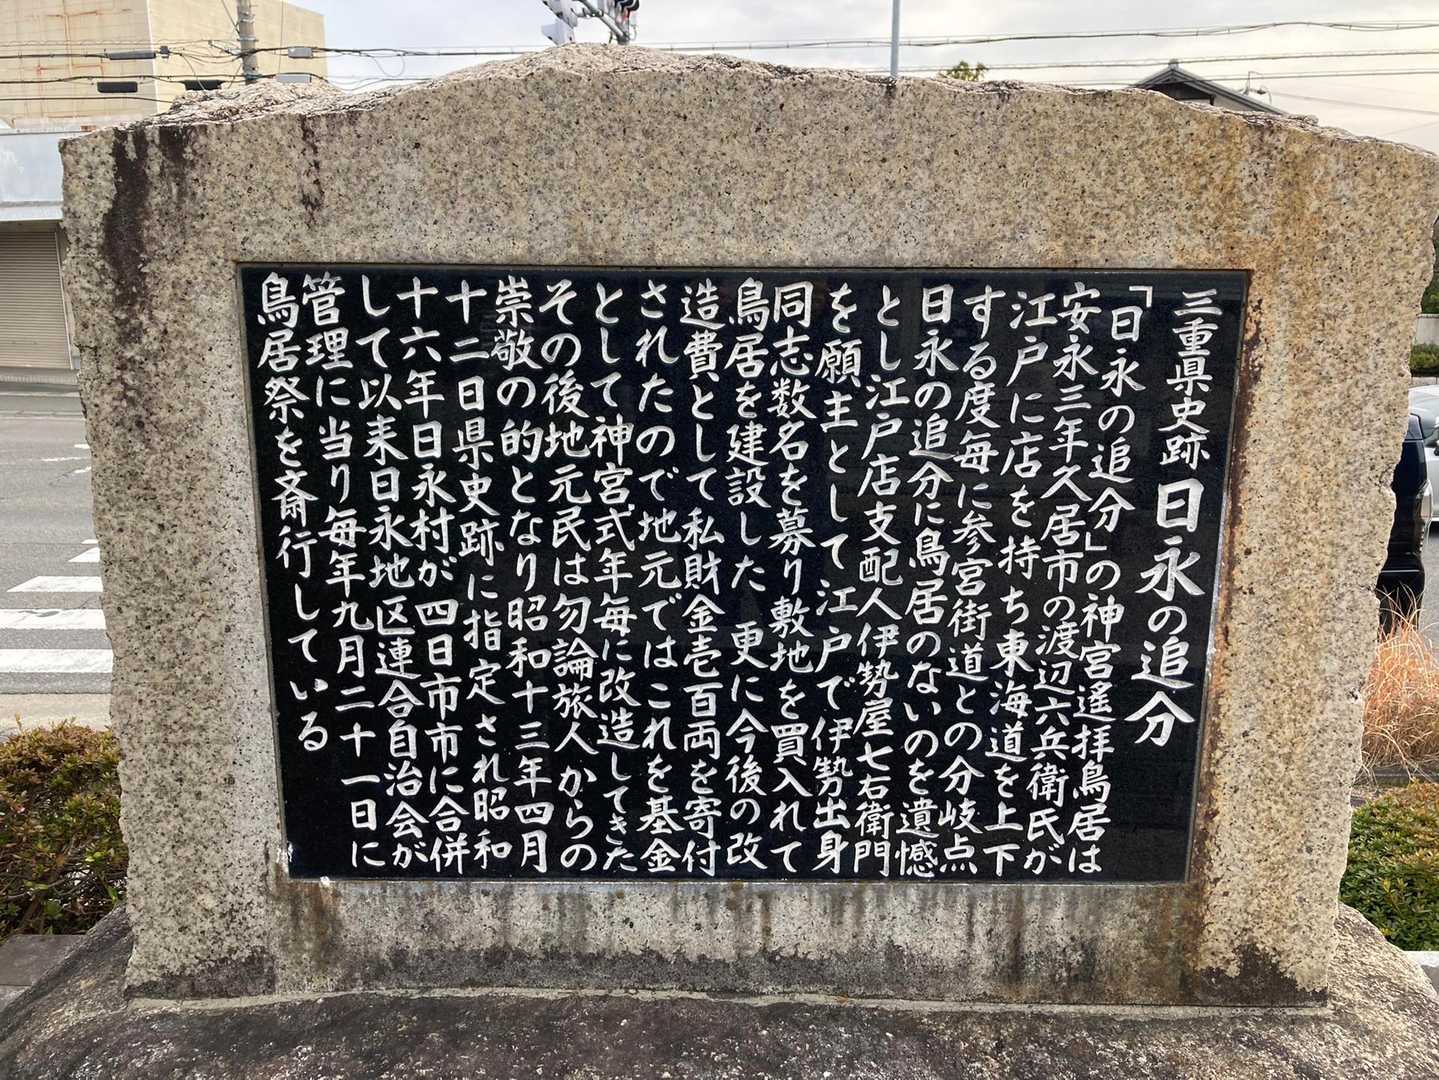 三重県史跡 日永の追分
「日永の追分」の神宮遙拝鳥居は
安永三年久居市の渡辺六兵衛氏が
江戸に店を持ち東海道を上下
する度毎に参宮街道との分岐点
日永の追分に鳥居のないのを遺憾
とし江戸店支配人伊勢屋七右衛門
を願主として江戸で伊勢出身
同志数名を募り敷地を買入れて
鳥居を建設した 更に今後の改
造費として私財金壱百両を寄付
されたので地元ではこれを基金
として神宮式年毎に改造してきた
その後地元民は勿論旅人からの
崇敬の的となり昭和十三年四月
十二日県史跡に指定され昭和
十六年日永村が四日市市に合併
して以来日永地区連合自治会が
管理に当り毎年九月二十一日に
鳥居祭を斎行している